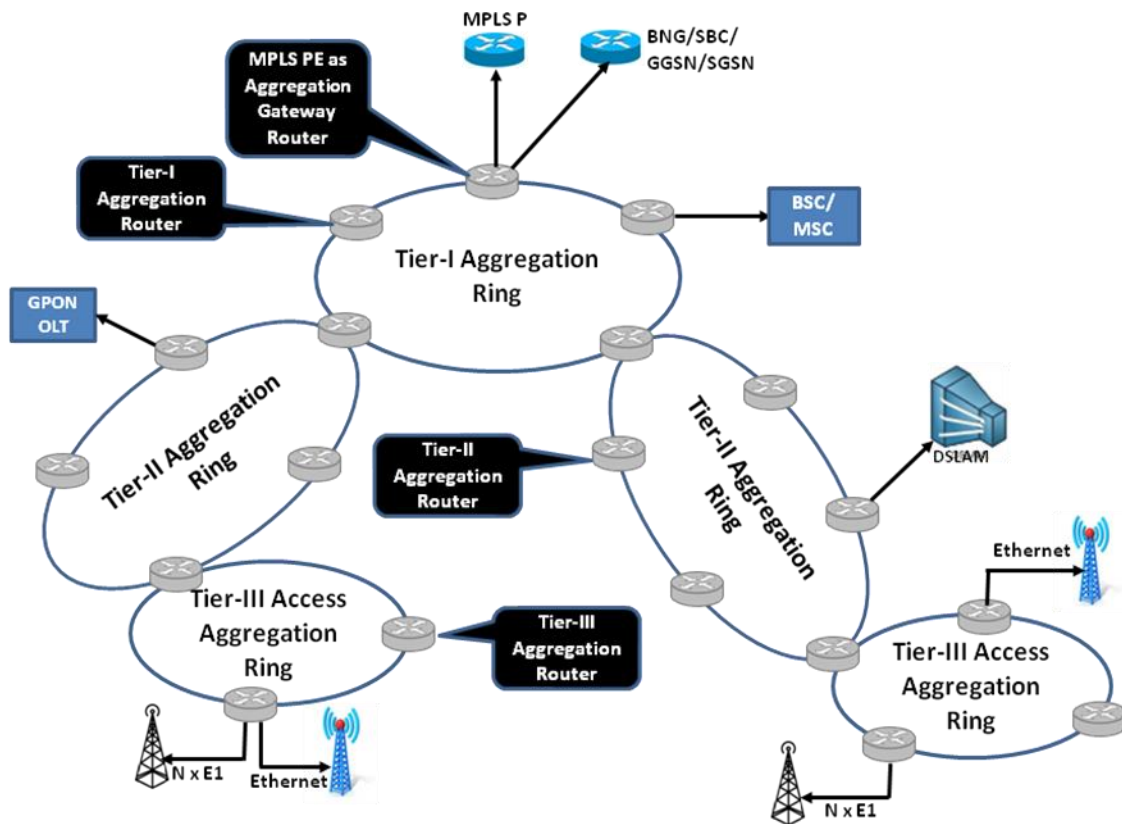 MPLS P
BNG/SBC/
GGSN/SGSN
MPLS PE as
Aggregation
Gateway
Router
Tier-I
Aggregation
Router
BSC/
MSC
Tier-I Aggregation
Ring
GPON
OLT
Tier-II Aggregation
Ring
Tier-II
Aggregation
Router
Tier-II Aggregation
Ring
DSLAM
Ethernet
Tier-III Access
Aggregation
Ring
Tier-III
Aggregation
Router
Tier-III Access
Aggregation
Ring
N x E1
Ethernet
N x E1